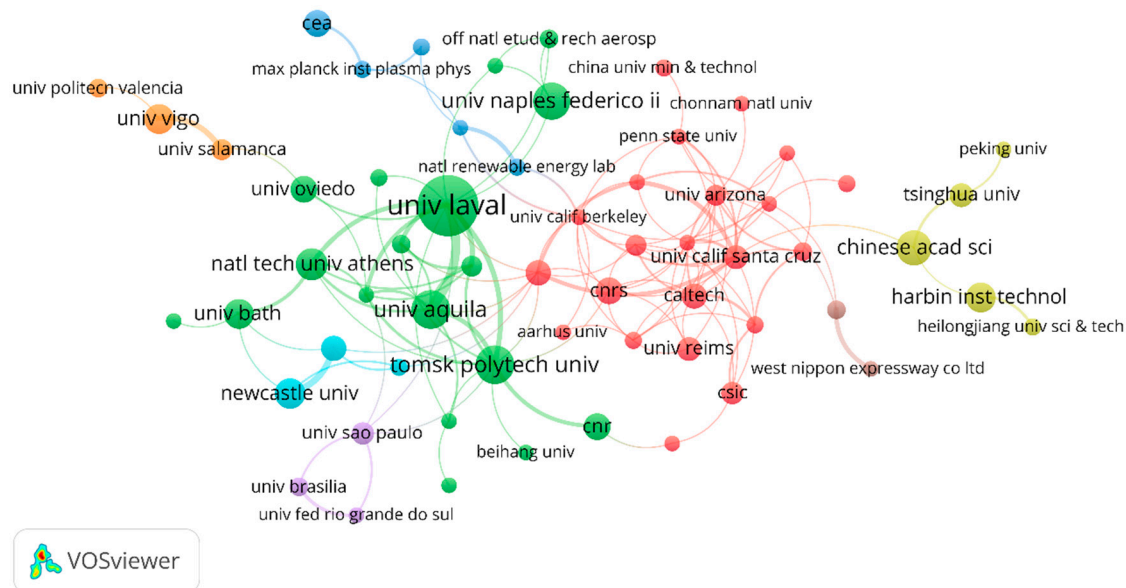 cea
off natl etud & rech aerosp
max planck inst plasma phys
china univ min & technol
univ politecn valencia
univ naples federico ii
chonnam natl univ
univ vigo
penn state univ
univ salamanca
peking univ
natl renewable energy lab
univ oviedo
univ arizona
tsinghua univ
univ laval
univ calif berkeley
chinese acad sci
univ calif santa cruz
natl tech univ athens
cnrs
caltech
harbin inst technol
univ bath
univ aquila
aarhus univ
heilongjiang univ sci & tech
univ reims
tomsk polytech univ
west nippon expressway co ltd
newcastle univ
csic
univ sao paulo
cnr
beihang univ
univ brasilia
univ fed rio grande do sul
VOSviewer